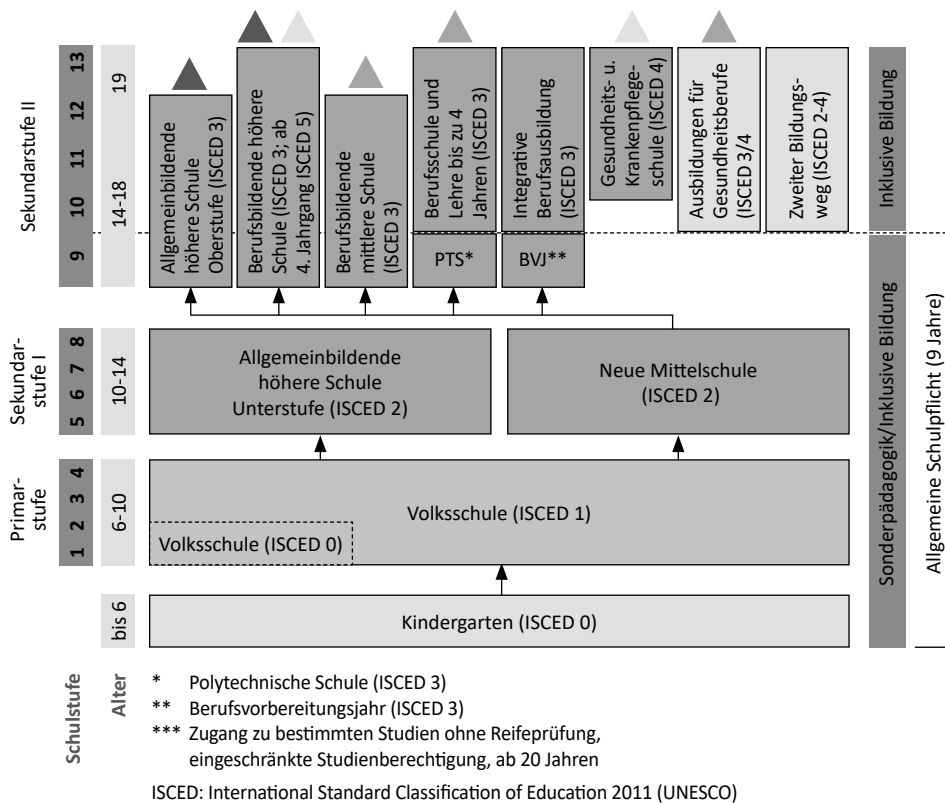 Sekundarstufe II
13
12
11
10
9
19
14-18
Allgemeinbildende
höhere Schule
Oberstufe (ISCED 3)
Berufsbildende höhere
Schule (ISCED 3; ab
4. Jahrgang ISCED 5)
Berufsbildende
mittlere Schule
(ISCED 3)
Berufsschule und
Lehre bis zu 4
Jahren (ISCED 3)
PTS*
Integrative
Berufsausbildung
(ISCED 3)
BVJ**
Gesundheits- u.
Krankenpflege-
schule (ISCED 4)
Ausbildungen für
Gesundheitsberufe
(ISCED 3/4
Zweiter Bildungs-
weg (ISCED 2-4)
Inklusive Bildung
Sekundar-
stufe I
8
7
6
5
10-14
Allgemeinbildende
höhere Schule
Unterstufe (ISCED 2)
Neue Mittelschule
(ISCED 2)
Sonderpädagogik/Inklusive Bildung
Allgemeine Schulpflicht (9 Jahre)
Primar-
stufe
4
3
2
1
6-10
Volksschule (ISCED 1)
Volksschule (ISCED 0)
bis 6
Kindergarten (ISCED 0)
Schulstufe
Alter
* Polytechnische Schule (ISCED 3)
** Berufsvorbereitungsjahr (ISCED 3)
*** Zugang zu bestimmten Studien ohne Reifeprüfung,
eingeschränkte Studienberechtigung, ab 20 Jahren
ISCED: International Standard Classification of Education 2011 (UNESCO)